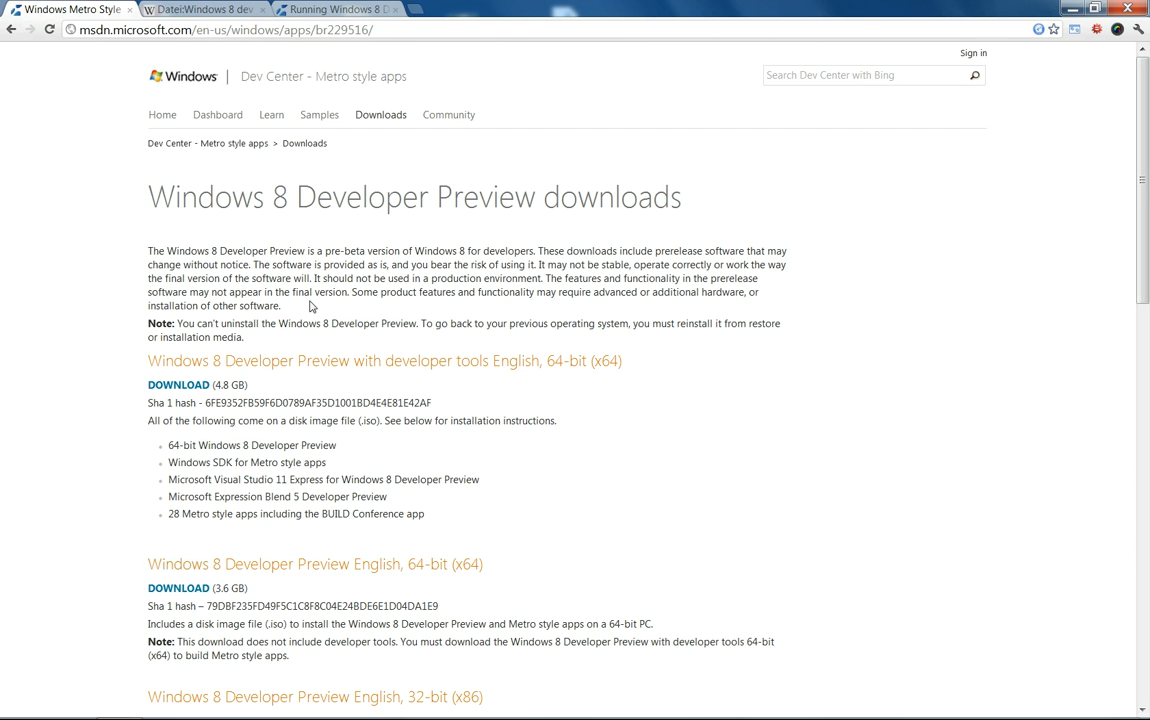 Windows Metro Style
Datei:Windows 8 dev
Running Windows 8 D
msdn.microsoft.com/en-us/windows/apps/br229516/
Sign in
Windows
Dev Center - Metro style apps
Search Dev Center with Bing
Home Dashboard Learn Samples Downloads Community
Dev Center - Metro style apps > Downloads
Windows 8 Developer Preview downloads
The Windows 8 Developer Preview is a pre-beta version of Windows 8 for developers. These downloads include prerelease software that may
change without notice. The software is provided as is, and you bear the risk of using it. It may not be stable, operate correctly or work the way
the final version of the software will. It should not be used in a production environment. The features and functionality in the prerelease
software may not appear in the final version. Some product features and functionality may require advanced or additional hardware, or
installation of other software.
Note: You can't uninstall the Windows 8 Developer Preview. To go back to your previous operating system, you must reinstall it from restore
or installation media.
Windows 8 Developer Preview with developer tools English, 64-bit (x64)
DOWNLOAD (4.8 GB)
Sha 1 hash - 6FE9352FB59F6D0789AF35D1001BD4E4E81E42AF
All of the following come on a disk image file (.iso). See below for installation instructions.
64-bit Windows 8 Developer Preview
Windows SDK for Metro style apps
Microsoft Visual Studio 11 Express for Windows 8 Developer Preview
Microsoft Expression Blend 5 Developer Preview
28 Metro style apps including the BUILD Conference app
Windows 8 Developer Preview English, 64-bit (x64)
DOWNLOAD (3.6 GB)
Sha 1 hash – 79DBF235FD49F5C1C8F8C04E24BDE6E1D04DA1E9
Includes a disk image file (.iso) to install the Windows 8 Developer Preview and Metro style apps on a 64-bit PC.
Note: This download does not include developer tools. You must download the Windows 8 Developer Preview with developer tools 64-bit
(x64) to build Metro style apps.
Windows 8 Developer Preview English, 32-bit (x86)